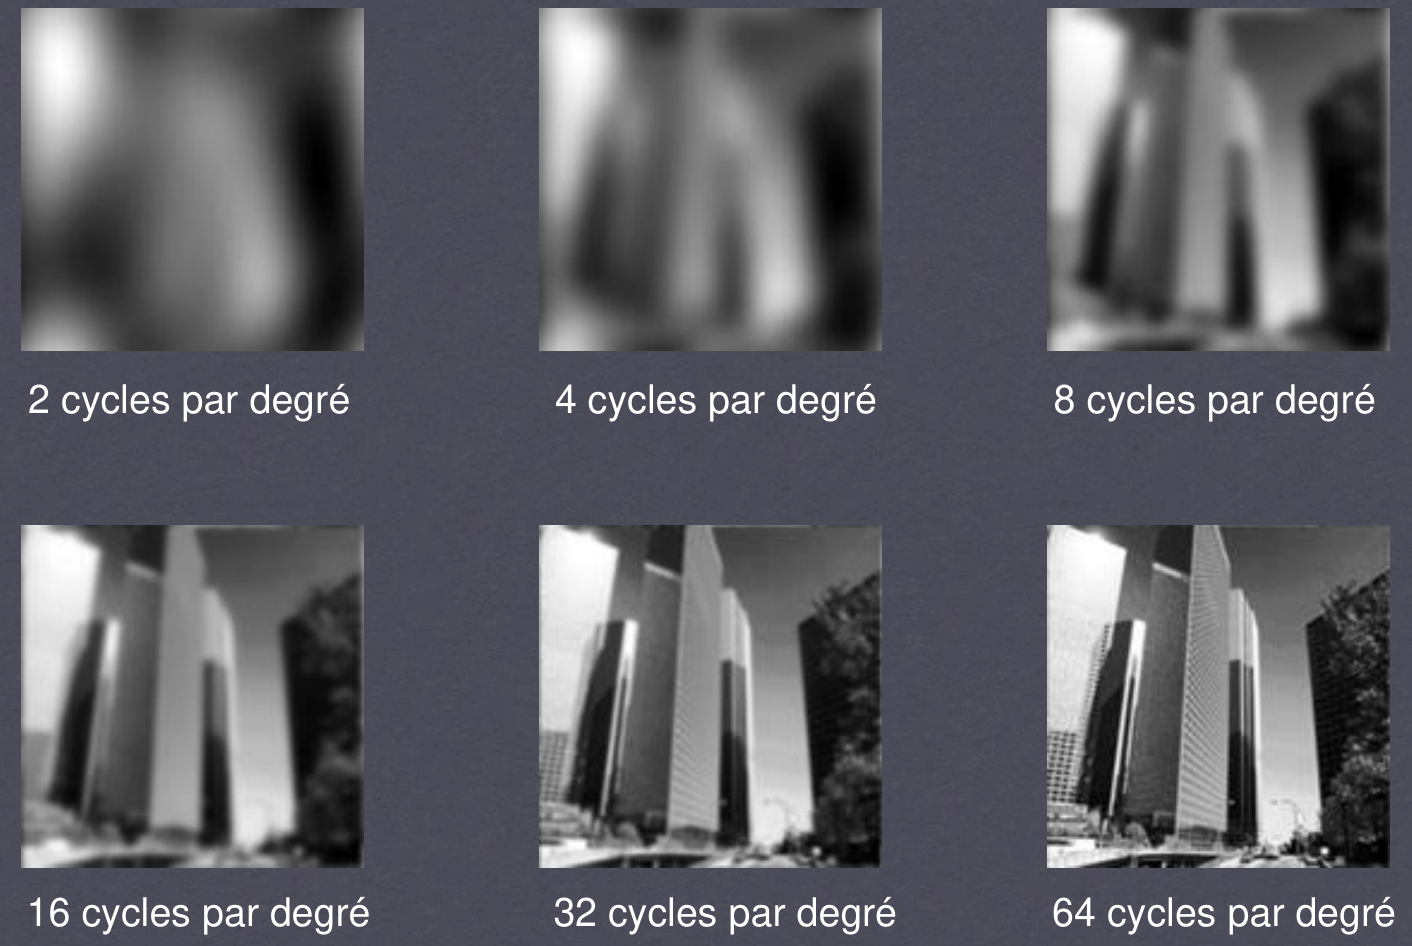 2 cycles par degré
4 cycles par degré
8 cycles par degré
16 cycles par degré
32 cycles par degré
64 cycles par degré